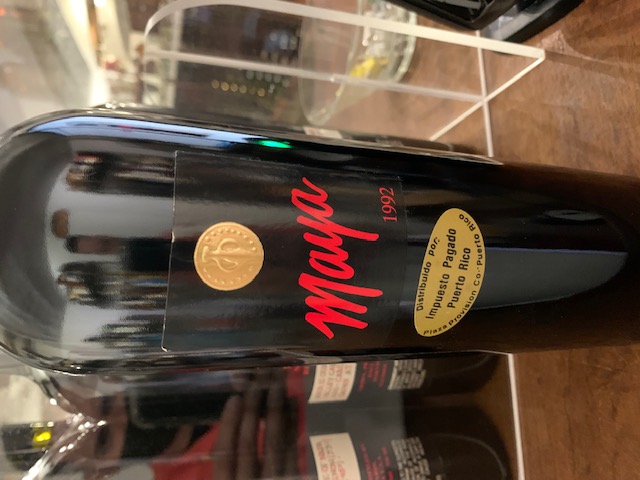 Maya
1992
Distribuido por:
Impuesto Pagado
Puerto Rico
Plaza Provision Co-Puerto Rico